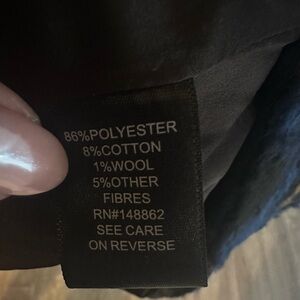 86%POLYESTER
8%COTTON
1%WOOL
5%OTHER
FIBRES
RN#148862
SEE CARE
ON REVERSE